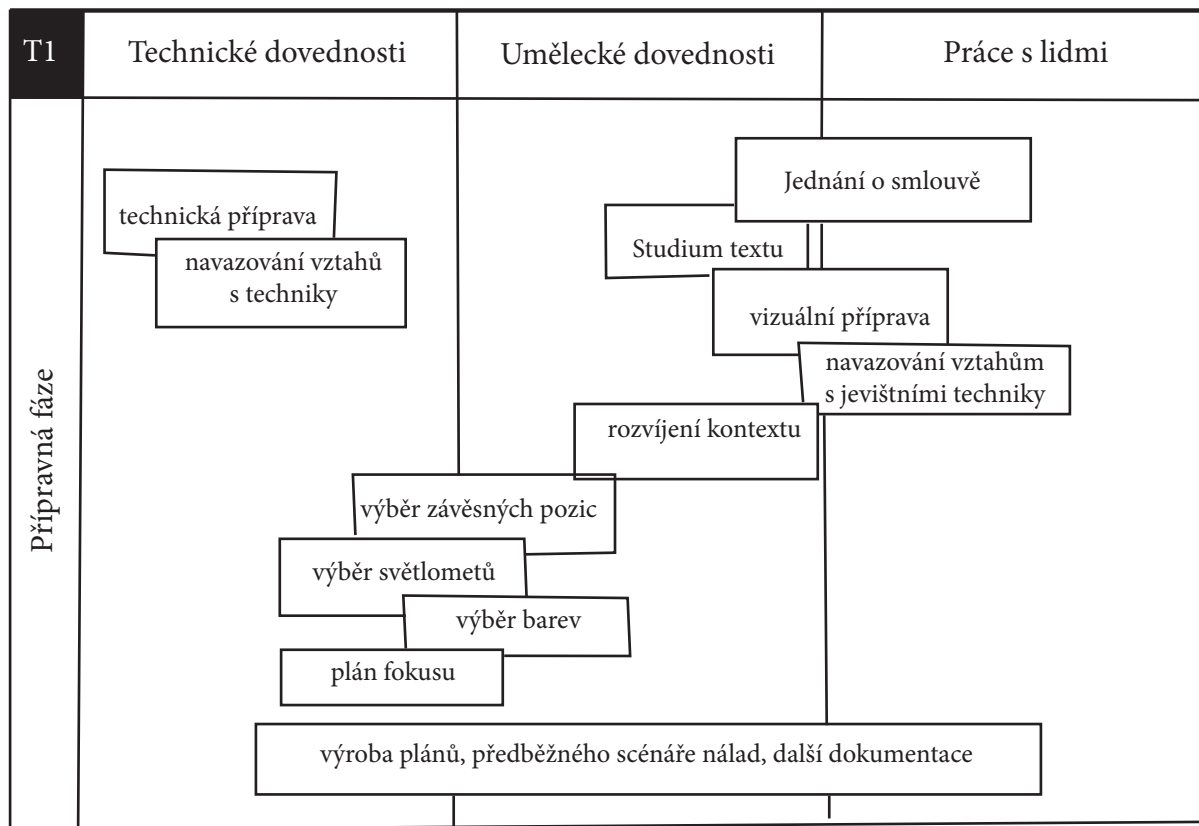 T1
Technické dovednosti
Umělecké dovednosti
Práce s lidmi
Přípravná fáze
Jednání o smlouvě
technická příprava
Studium textu
navazování vztahů
s techniky
vizuální příprava
navazování vztahům
s jevištními techniky
rozvíjení kontextu
výběr závěsných pozic
výběr světlometů
výběr barev
plán fokusu
výroba plánů, předběžného scénáře nálad, další dokumentace